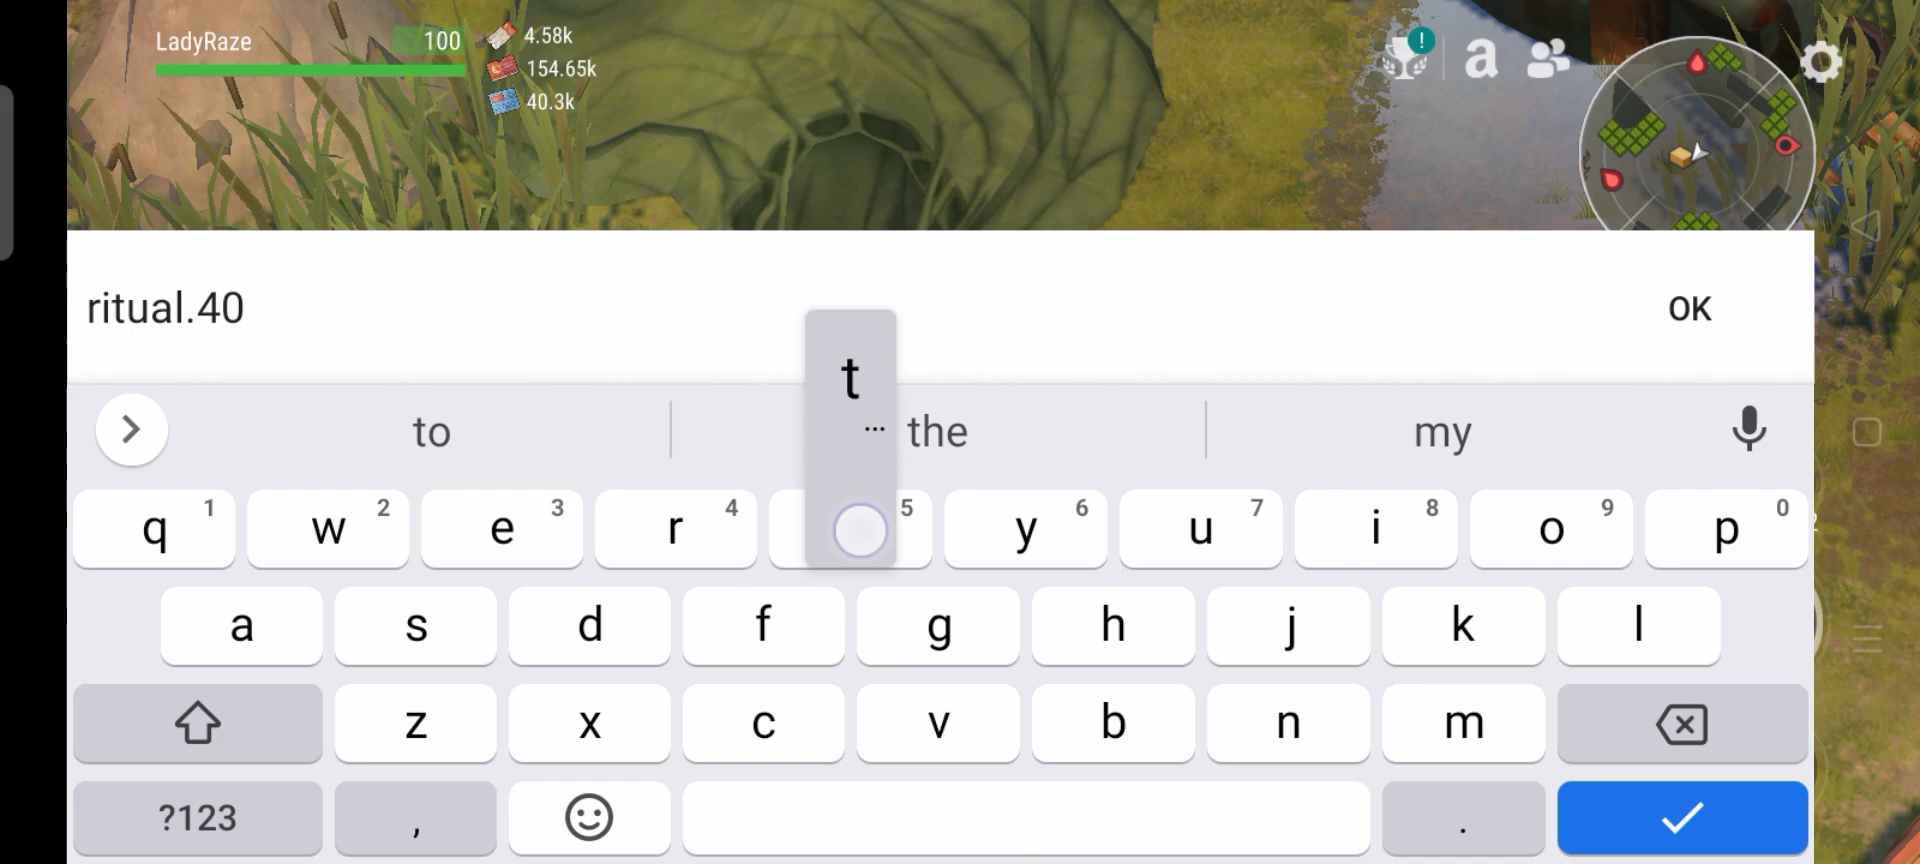 LadyRaze 100
4.58k
154.65k
40.3k
! a
ritual.40 OK
t
to ... the my
q 1 w 2 e 3 r 4 5 y 6 u 7 i 8 o 9 p 0
a s d f g h j k l
z x c v b n m
?123 , .